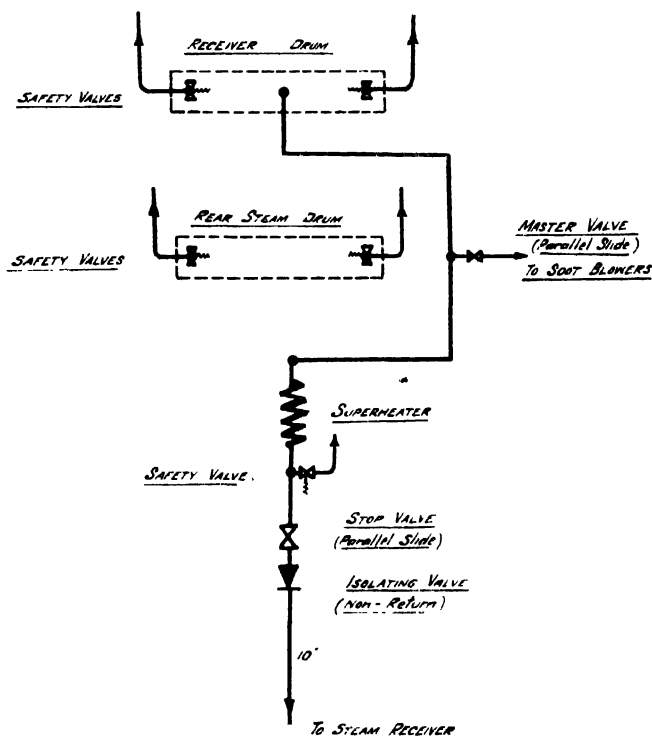 RECEIVER DRUM
SAFETY VALVES
REAR STEAM DRUM
SAFETY VALVES
MASTER VALVE
(Parallel Slide)
TO SOOT BLOWERS
SUPERHEATER
SAFETY VALVE.
STOP VALVE
(Parallel Slide)
ISOLATING VALVE
(Non-Return)
10"
TO STEAM RECEIVER